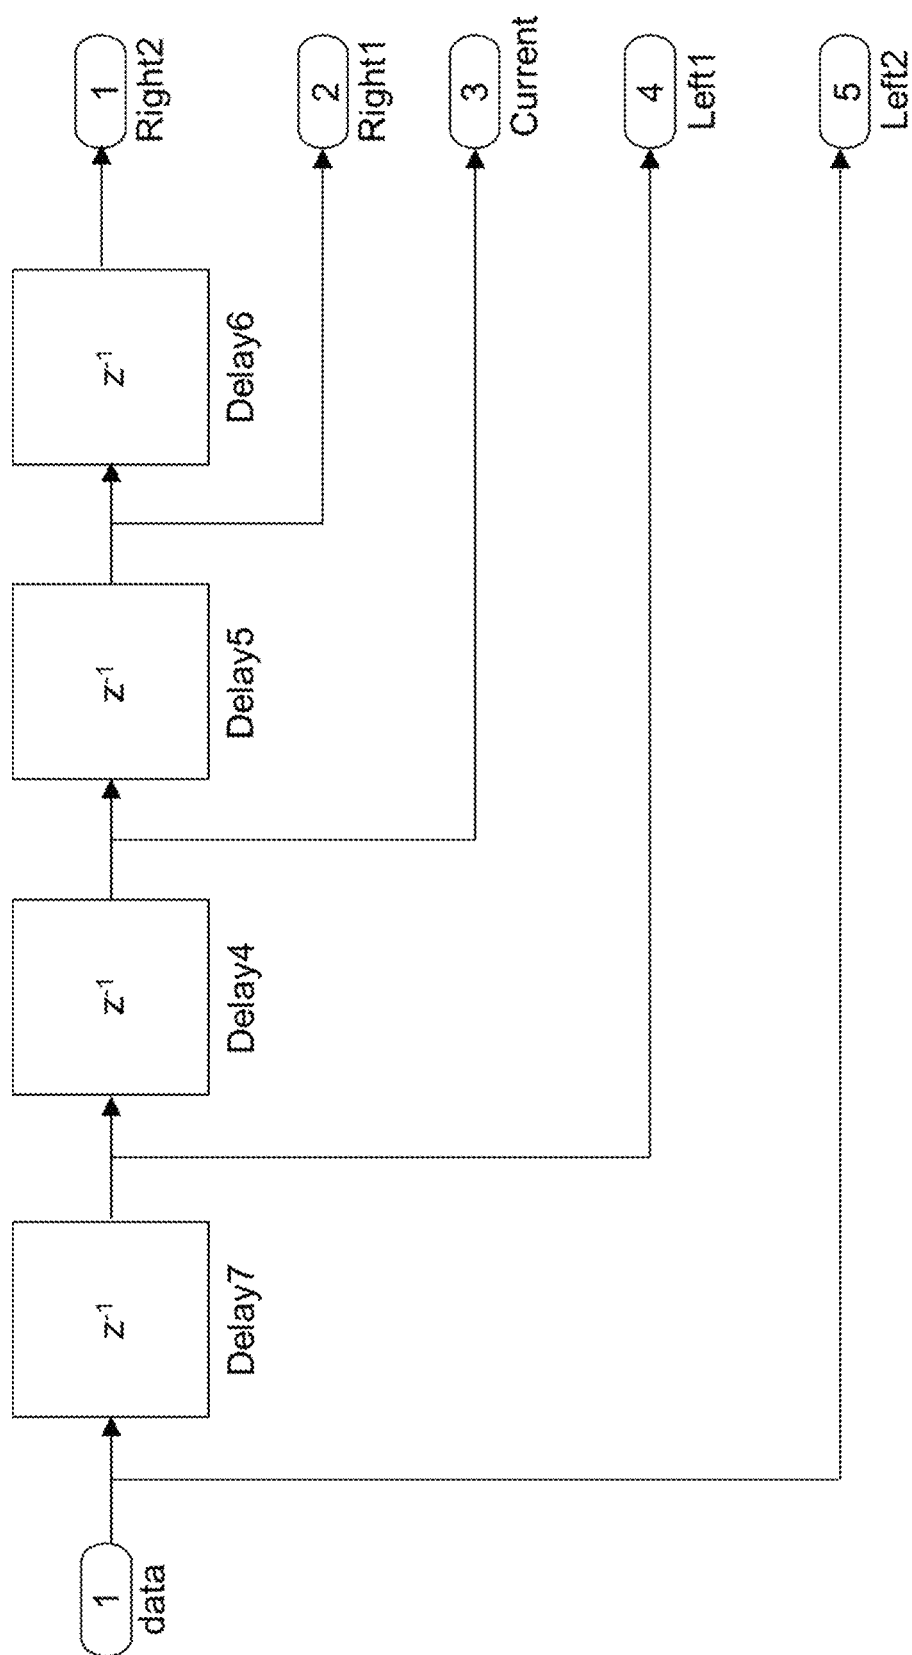 1
data
z⁻¹
Delay7
z⁻¹
Delay4
z⁻¹
Delay5
z⁻¹
Delay6
1
Right2
2
Right1
3
Current
4
Left1
5
Left2